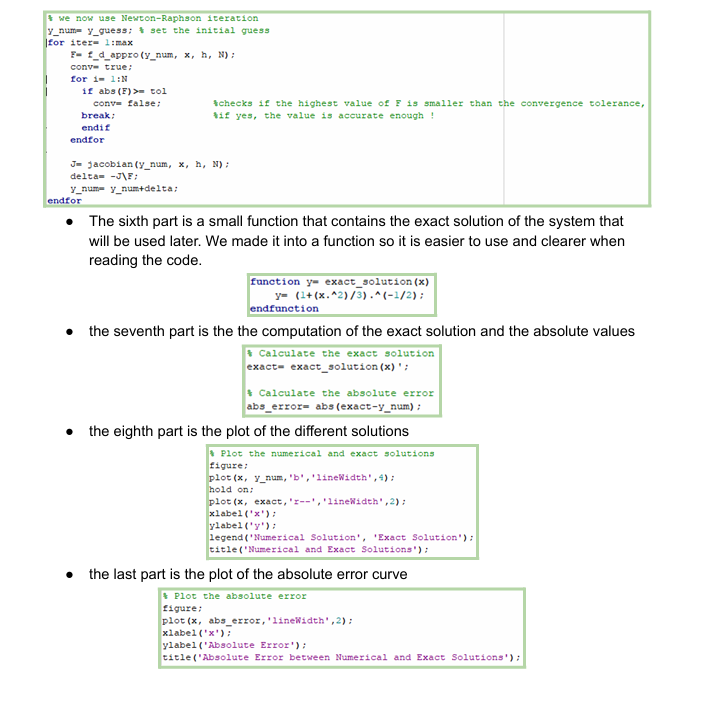 % we now use Newton-Raphson iteration
y_num= y_guess; % set the initial guess
for iter= 1:max
F= f_d_appro(y_num, x, h, N);
conv= true;
for i= 1:N
if abs(F)>= tol
conv= false; %checks if the highest value of F is smaller than the convergence tolerance,
break; %if yes, the value is accurate enough !
endif
endfor
J= jacobian(y_num, x, h, N);
delta= -J\F;
y_num= y_num+delta;
endfor
● The sixth part is a small function that contains the exact solution of the system that
will be used later. We made it into a function so it is easier to use and clearer when
reading the code.
function y= exact_solution(x)
y= (1+(x.^2)/3).^(-1/2);
endfunction
● the seventh part is the the computation of the exact solution and the absolute values
% Calculate the exact solution
exact= exact_solution(x)';
% Calculate the absolute error
abs_error= abs(exact-y_num);
● the eighth part is the plot of the different solutions
% Plot the numerical and exact solutions
figure;
plot(x, y_num,'b','lineWidth',4);
hold on;
plot(x, exact,'r--','lineWidth',2);
xlabel('x');
ylabel('y');
legend('Numerical Solution', 'Exact Solution');
title('Numerical and Exact Solutions');
● the last part is the plot of the absolute error curve
% Plot the absolute error
figure;
plot(x, abs_error,'lineWidth',2);
xlabel('x');
ylabel('Absolute Error');
title('Absolute Error between Numerical and Exact Solutions');